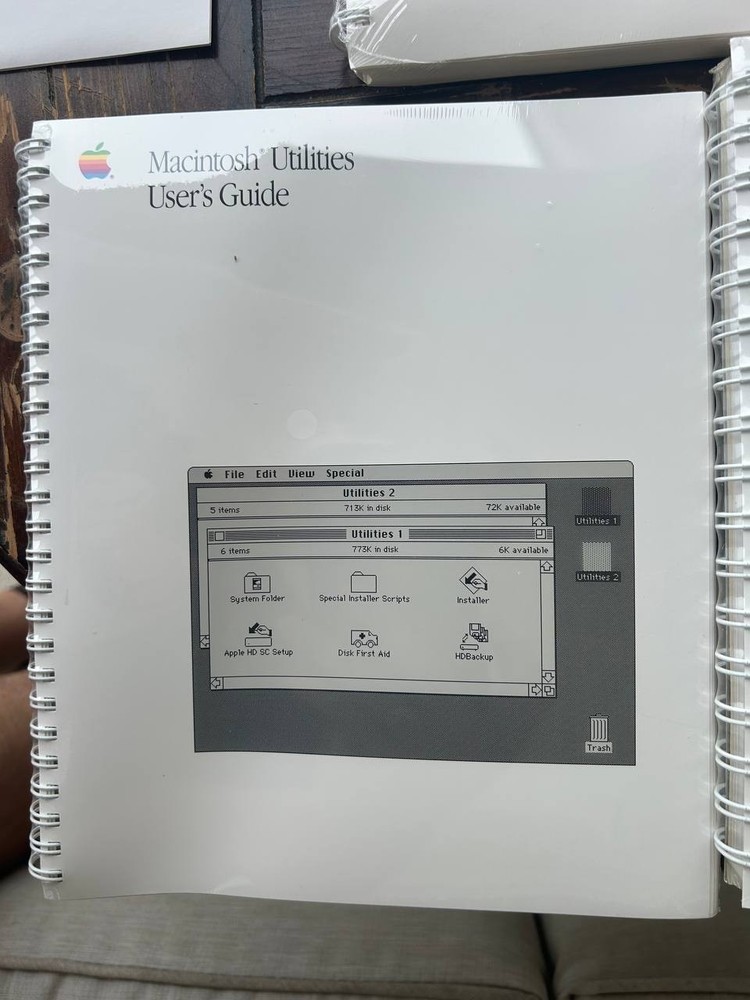 Macintosh® Utilities
User's Guide
File Edit View Special
Utilities 2
5 items 713K in disk 72K available
Utilities 1
6 items 773K in disk 6K available
System Folder Special Installer Scripts Installer
Apple HD SC Setup Disk First Aid HDBackup
Utilities 1
Utilities 2
Trash